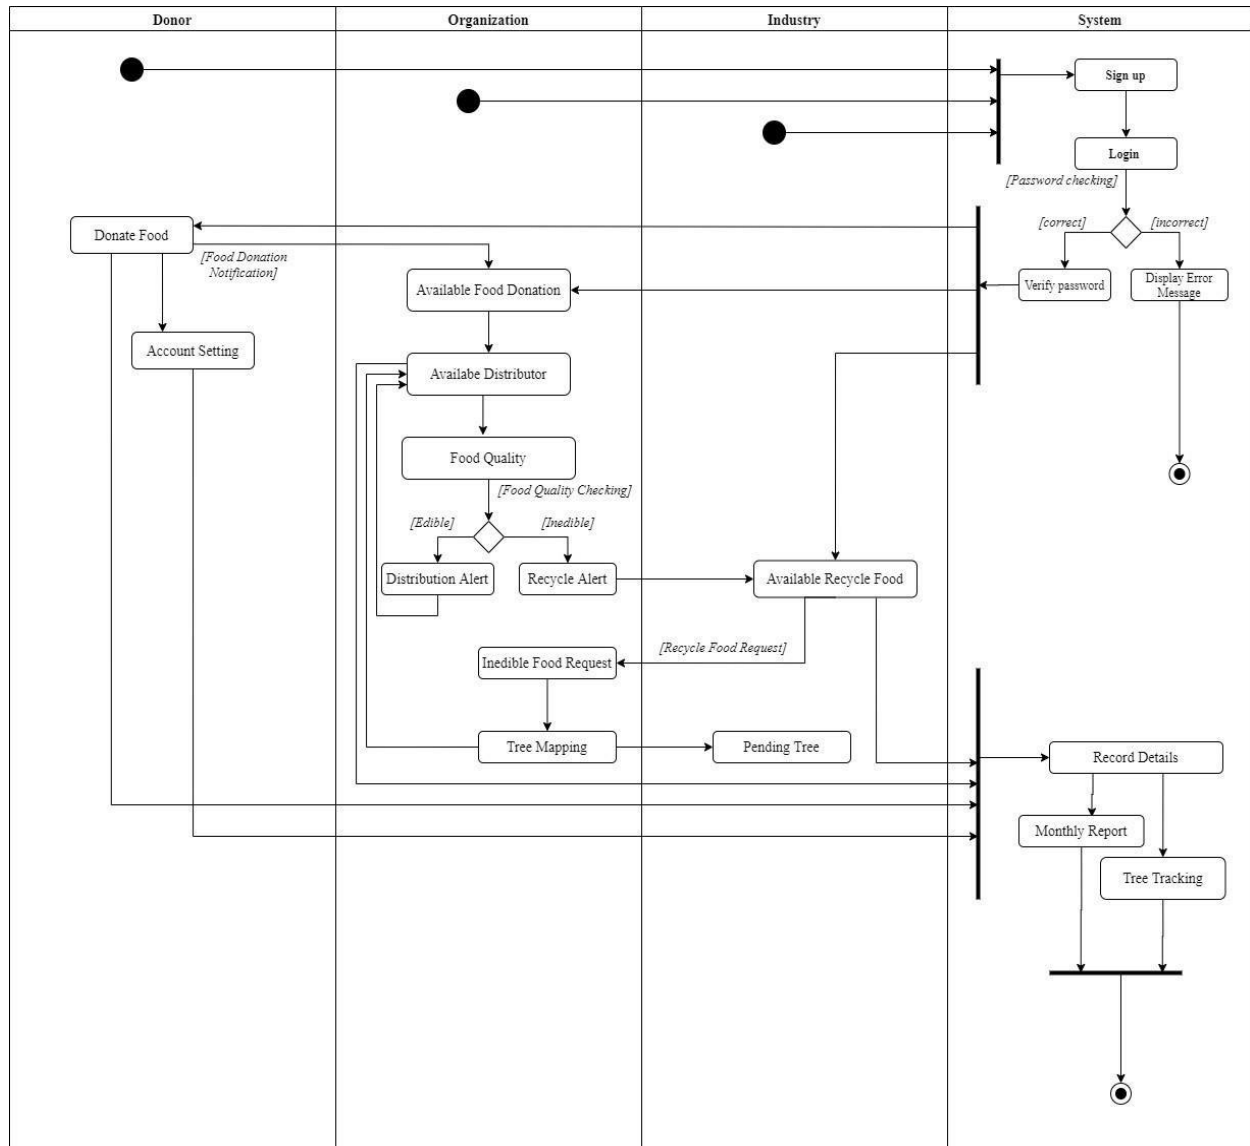 Donor
Organization
Industry
System
Sign up
Login
[Password checking]
[correct]
[incorrect]
Donate Food
[Food Donation
Notification]
Available Food Donation
Verify password
Display Error
Message
Account Setting
Availabe Distributor
Food Quality
[Food Quality Checking]
[Edible]
[Inedible]
Distribution Alert
Recycle Alert
Available Recycle Food
[Recycle Food Request]
Inedible Food Request
Tree Mapping
Pending Tree
Record Details
Monthly Report
Tree Tracking